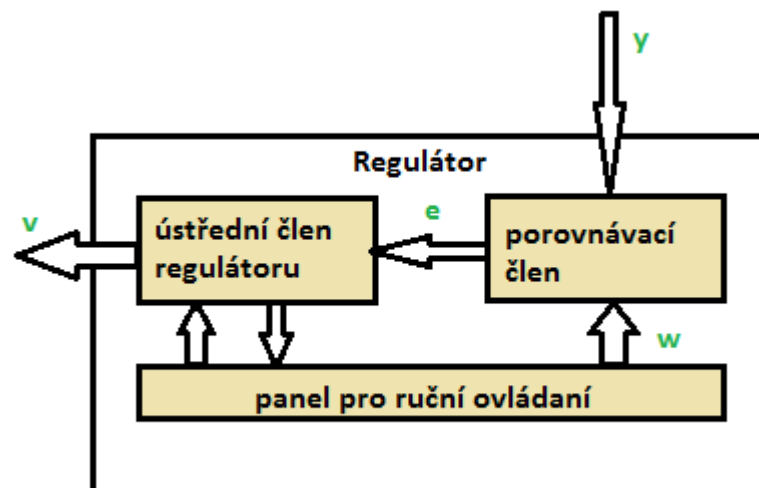 y
Regulátor
v
ústřední člen
regulátoru
e
porovnávací
člen
w
panel pro ruční ovládaní